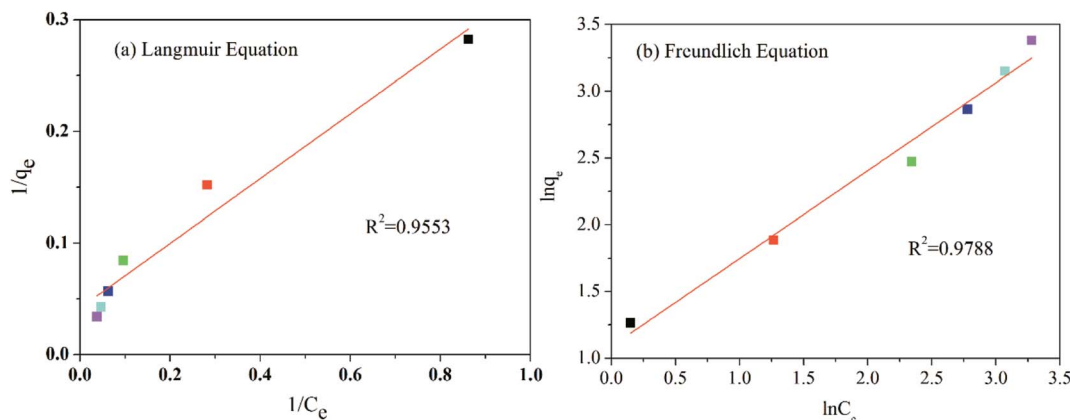 (a) Langmuir Equation
0.3
0.2
0.1
0.0
1/qe
R²=0.9553
0.0 0.2 0.4 0.6 0.8 1.0
1/Ce
(b) Freundlich Equation
3.5
3.0
2.5
2.0
1.5
1.0
lnqe
R²=0.9788
0.0 0.5 1.0 1.5 2.0 2.5 3.0 3.5
lnCe